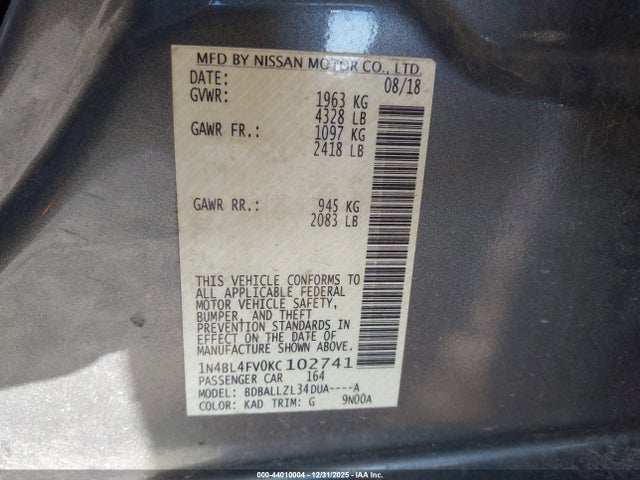 MFD BY NISSAN MOTOR CO., LTD.
DATE: 08/18
GVWR: 1963 KG
4328 LB
GAWR FR.: 1097 KG
2418 LB
GAWR RR.: 945 KG
2083 LB
THIS VEHICLE CONFORMS TO
ALL APPLICABLE FEDERAL
MOTOR VEHICLE SAFETY,
BUMPER, AND THEFT
PREVENTION STANDARDS IN
EFFECT ON THE DATE OF
MANUFACTURE SHOWN ABOVE.
1N4BL4FV0KC102741
PASSENGER CAR 164
MODEL: BDBALLZL34DUA----A
COLOR: KAD TRIM: G 9N00A
000-44010004 - 12/31/2025 - IAA Inc.